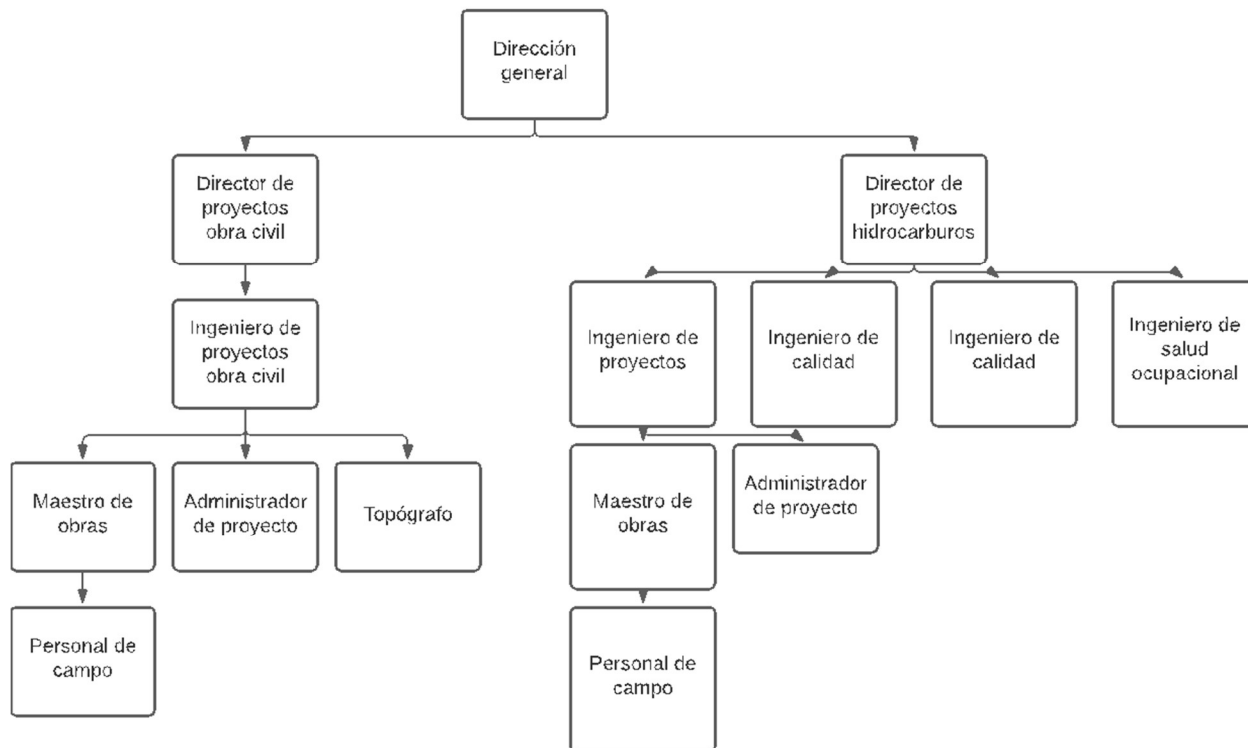 Dirección
general
Director de
proyectos
obra civil
Director de
proyectos
hidrocarburos
Ingeniero de
proyectos
obra civil
Ingeniero de
proyectos
Ingeniero de
calidad
Ingeniero de
calidad
Ingeniero de
salud
ocupacional
Maestro de
obras
Administrador
de proyecto
Topógrafo
Maestro de
obras
Administrador
de proyecto
Personal de
campo
Personal de
campo